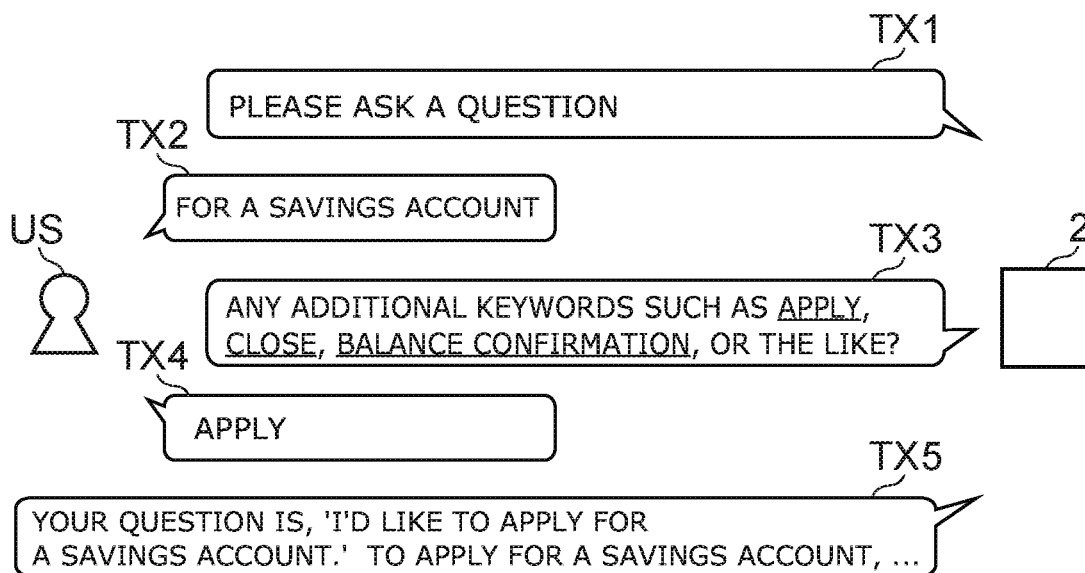 TX1
PLEASE ASK A QUESTION
TX2
FOR A SAVINGS ACCOUNT
US
2
TX3
ANY ADDITIONAL KEYWORDS SUCH AS APPLY,
CLOSE, BALANCE CONFIRMATION, OR THE LIKE?
TX4
APPLY
TX5
YOUR QUESTION IS, 'I'D LIKE TO APPLY FOR
A SAVINGS ACCOUNT.' TO APPLY FOR A SAVINGS ACCOUNT, ...